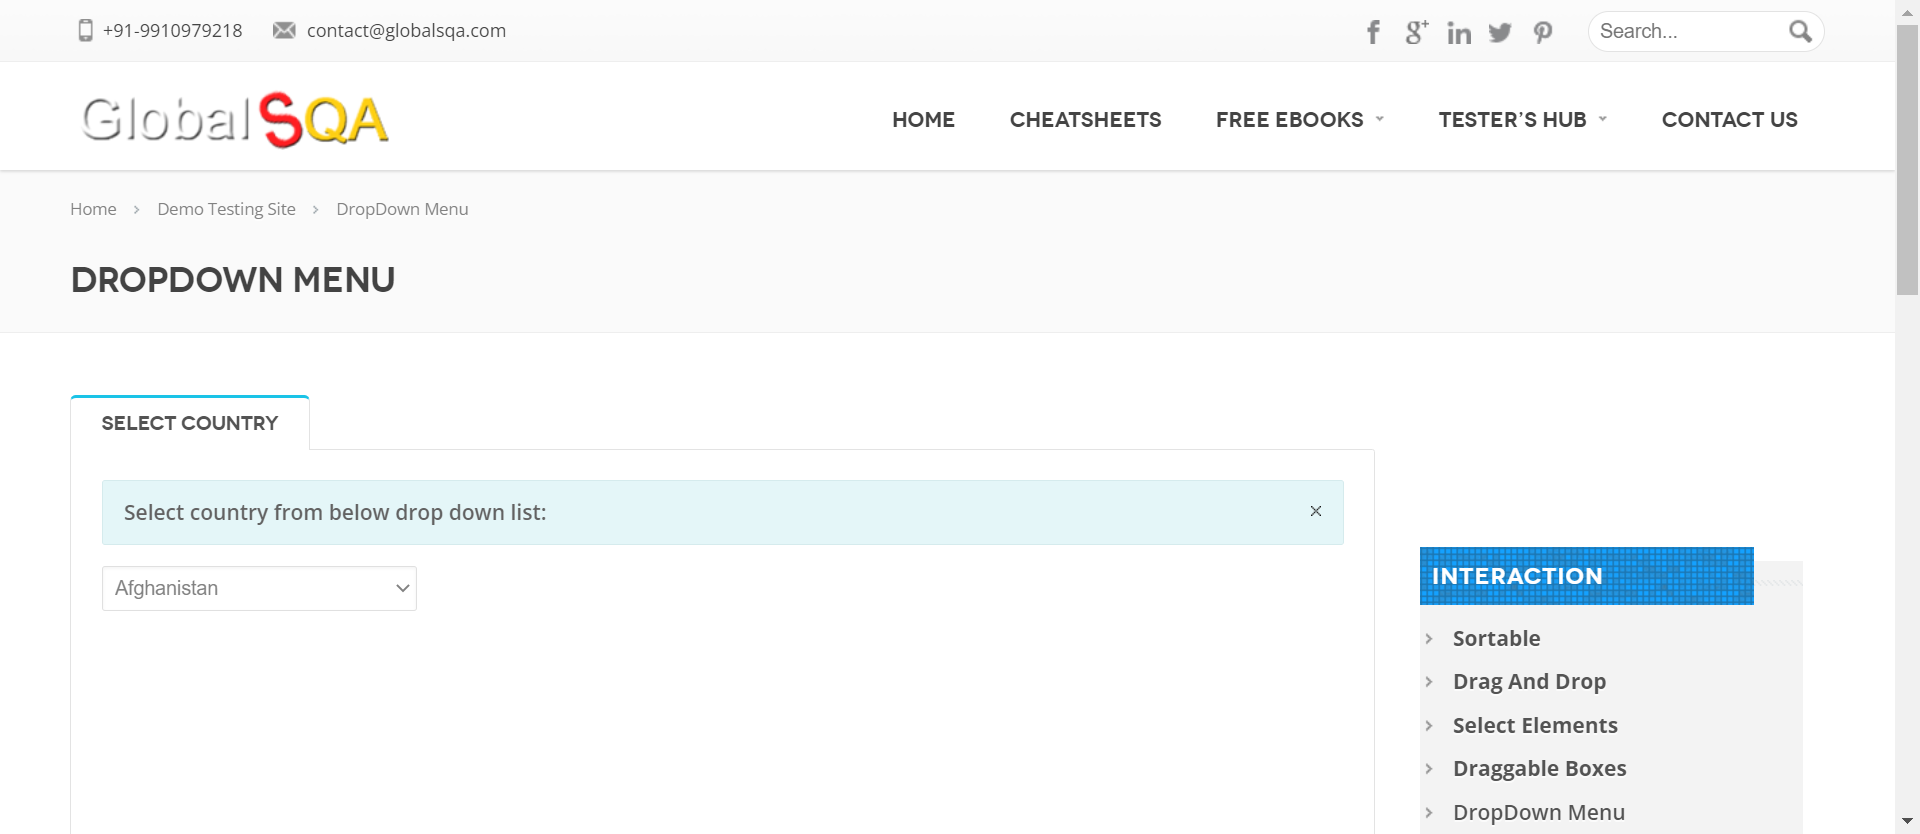 +91-9910979218 contact@globalsqa.com Search...
GlobalSQA
HOME CHEATSHEETS FREE EBOOKS TESTER’S HUB CONTACT US
Home › Demo Testing Site › DropDown Menu
DROPDOWN MENU
SELECT COUNTRY
Select country from below drop down list: ×
Afghanistan
INTERACTION
Sortable
Drag And Drop
Select Elements
Draggable Boxes
DropDown Menu